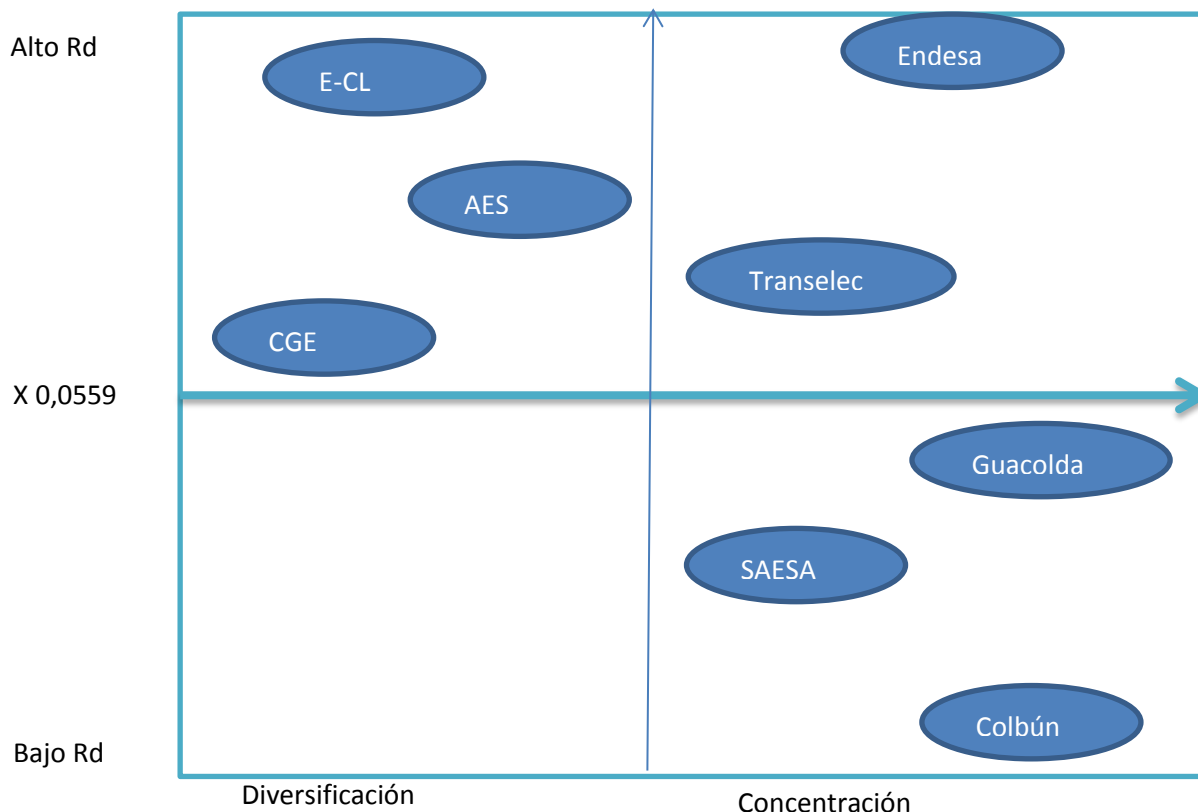 Alto Rd
Endesa
E-CL
AES
Transelec
CGE
X 0,0559
Guacolda
SAESA
Colbún
Bajo Rd
Diversificación
Concentración